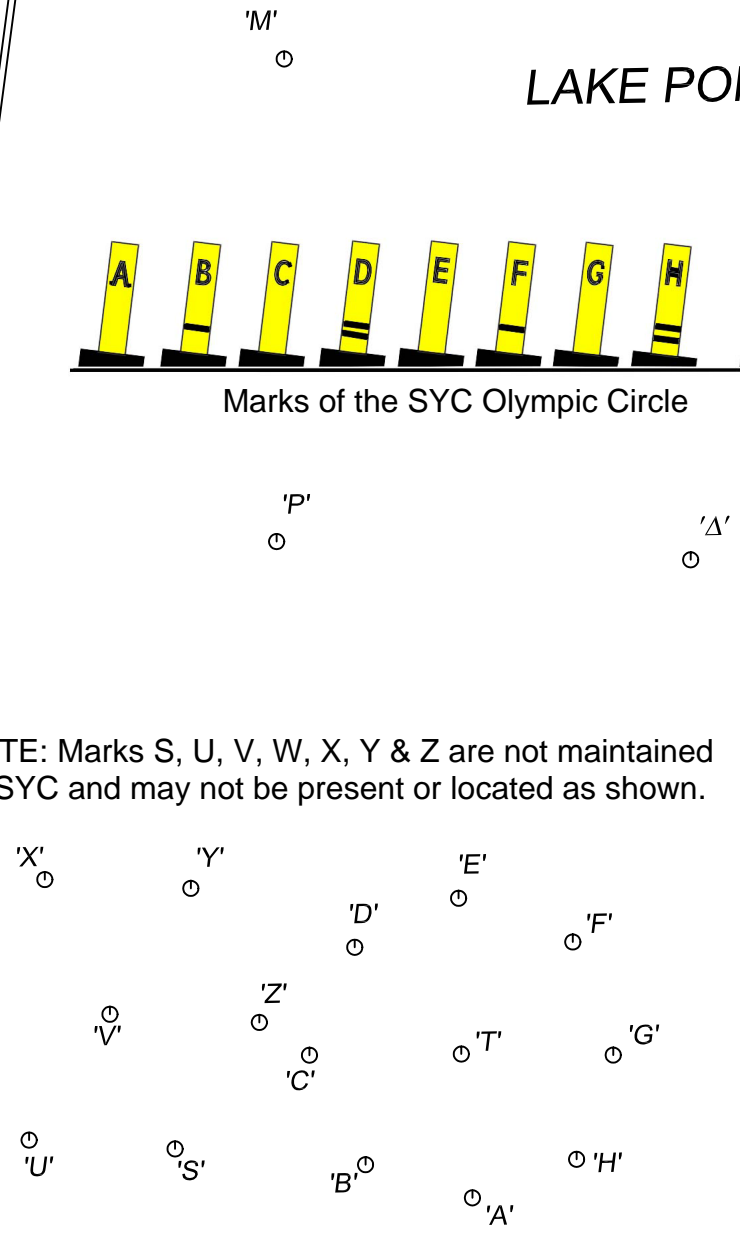 'M'
LAKE PO
A B C D E F G H
Marks of the SYC Olympic Circle
'P'
'Δ'
TE: Marks S, U, V, W, X, Y & Z are not maintained
SYC and may not be present or located as shown.
'X' 'Y' 'E'
'D' 'F'
'Z'
'V' 'T' 'G'
'C'
'U' 'S' 'B' 'H'
'A'